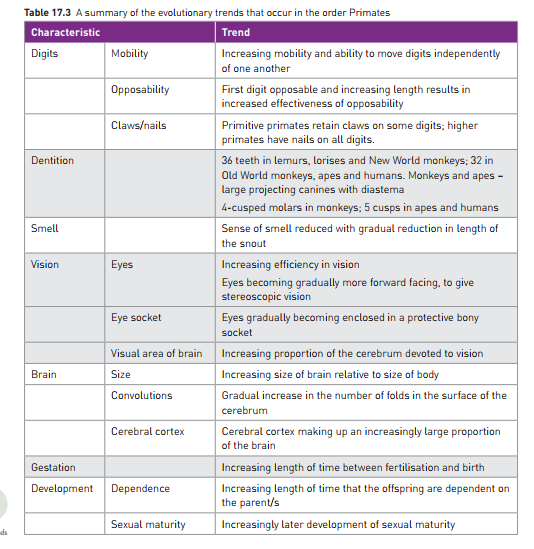 Table 17.3 A summary of the evolutionary trends that occur in the order Primates
Characteristic Trend
Digits Mobility Increasing mobility and ability to move digits independently
of one another
Opposability First digit opposable and increasing length results in
increased effectiveness of opposability
Claws/nails Primitive primates retain claws on some digits; higher
primates have nails on all digits.
Dentition 36 teeth in lemurs, lorises and New World monkeys; 32 in
Old World monkeys, apes and humans. Monkeys and apes –
large projecting canines with diastema
4-cusped molars in monkeys; 5 cusps in apes and humans
Smell Sense of smell reduced with gradual reduction in length of
the snout
Vision Eyes Increasing efficiency in vision
Eyes becoming gradually more forward facing, to give
stereoscopic vision
Eye socket Eyes gradually becoming enclosed in a protective bony
socket
Visual area of brain Increasing proportion of the cerebrum devoted to vision
Brain Size Increasing size of brain relative to size of body
Convolutions Gradual increase in the number of folds in the surface of the
cerebrum
Cerebral cortex Cerebral cortex making up an increasingly large proportion
of the brain
Gestation Increasing length of time between fertilisation and birth
Development Dependence Increasing length of time that the offspring are dependent on
the parent/s
Sexual maturity Increasingly later development of sexual maturity
ds